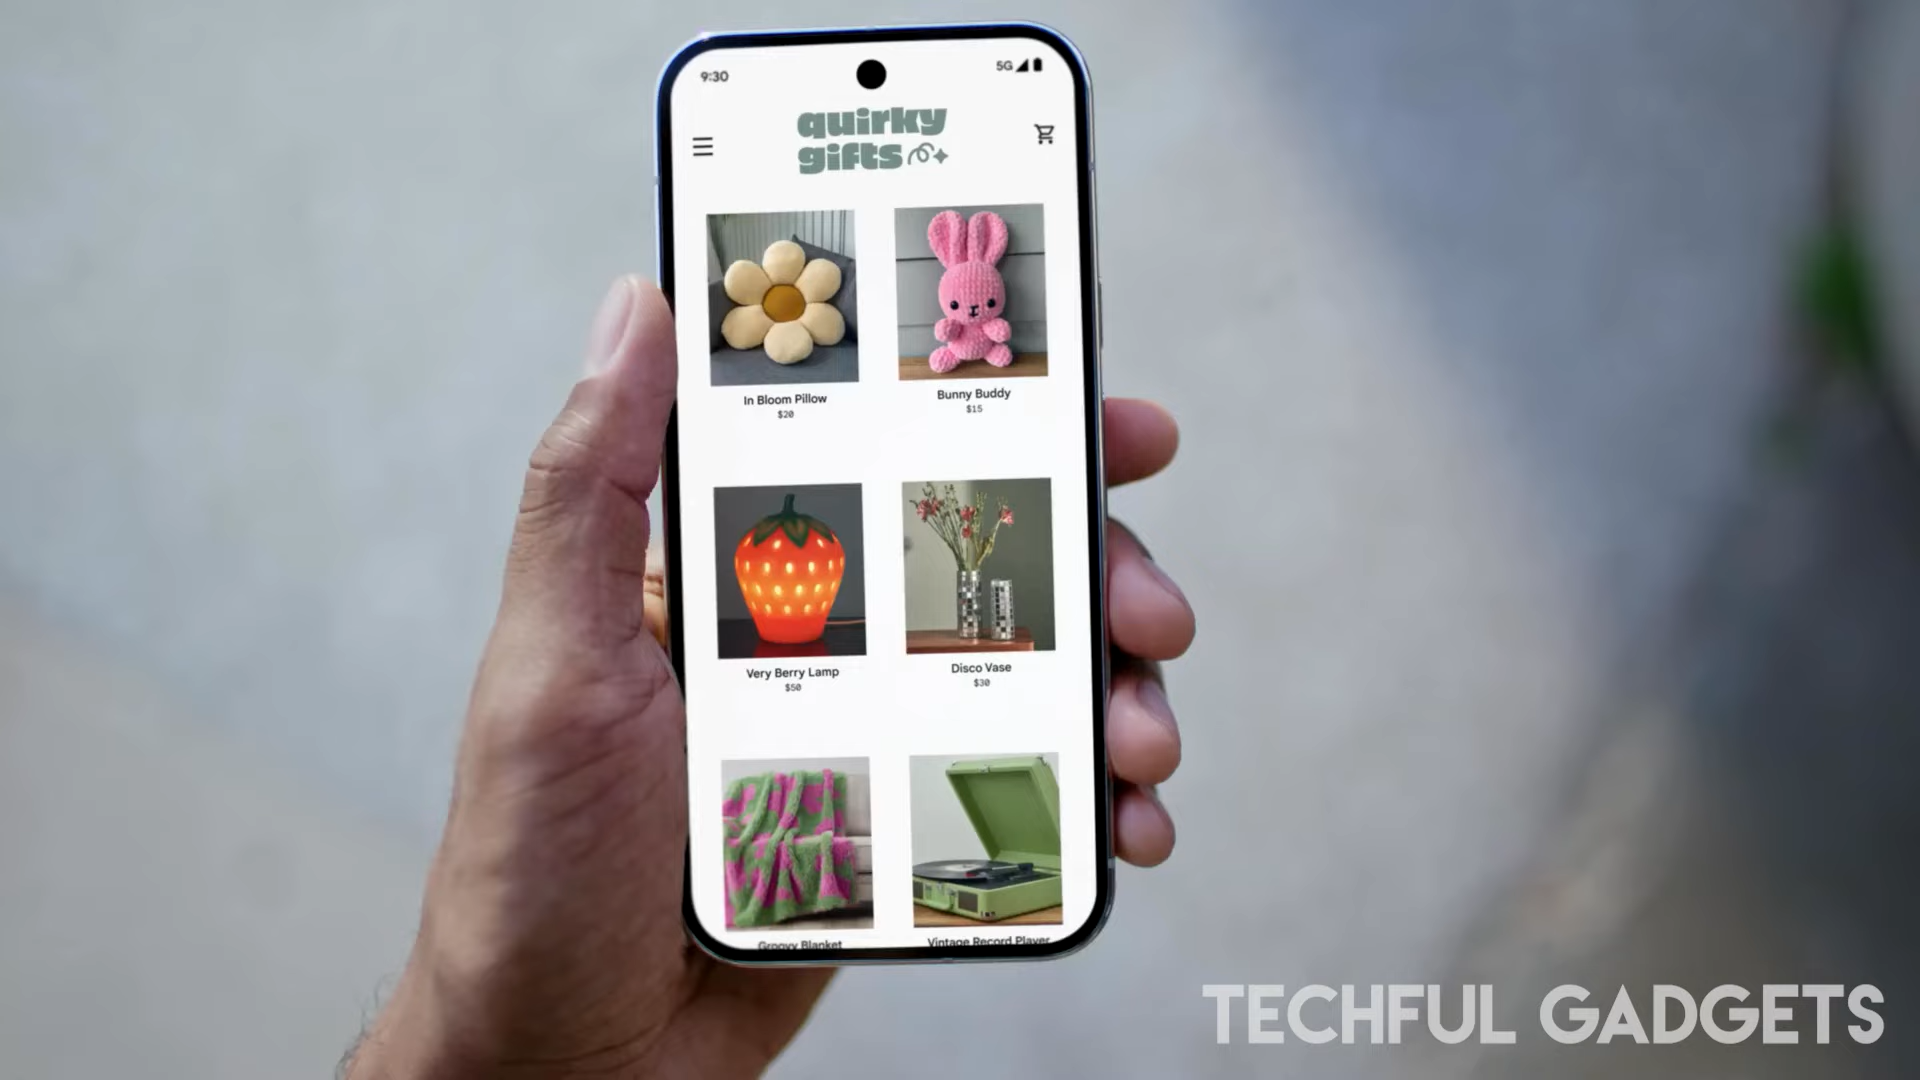 9:30
5G
quirky
gifts
In Bloom Pillow
$20
Bunny Buddy
$15
Very Berry Lamp
$50
Disco Vase
$30
Groovy Blanket
Vintage Record Player
TECHFUL GADGETS